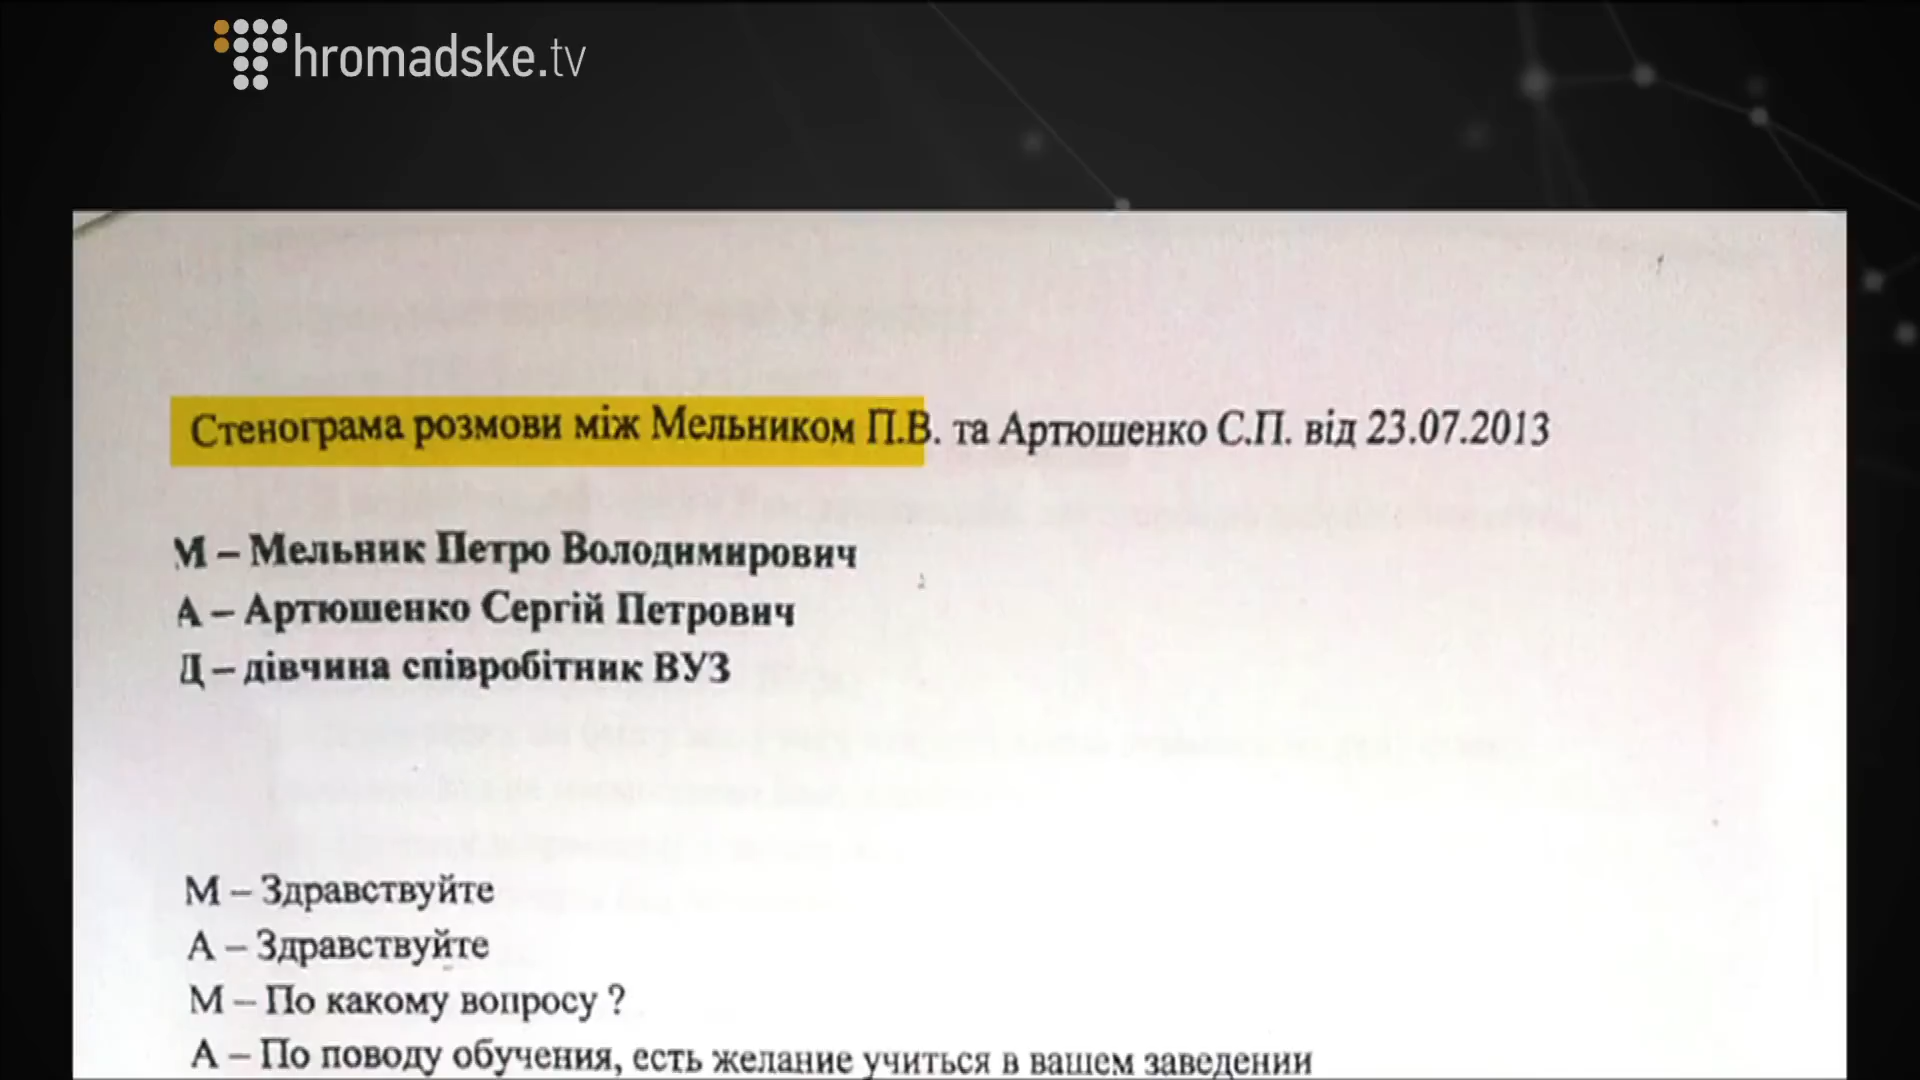 hromadske.tv
Стенограма розмови між Мельником П.В. та Артюшенко С.П. від 23.07.2013
М – Мельник Петро Володимирович
А – Артюшенко Сергій Петрович
Д – дівчина співробітник ВУЗ
М – Здравствуйте
А – Здравствуйте
М – По какому вопросу ?
А – По поводу обучения, есть желание учиться в вашем заведении